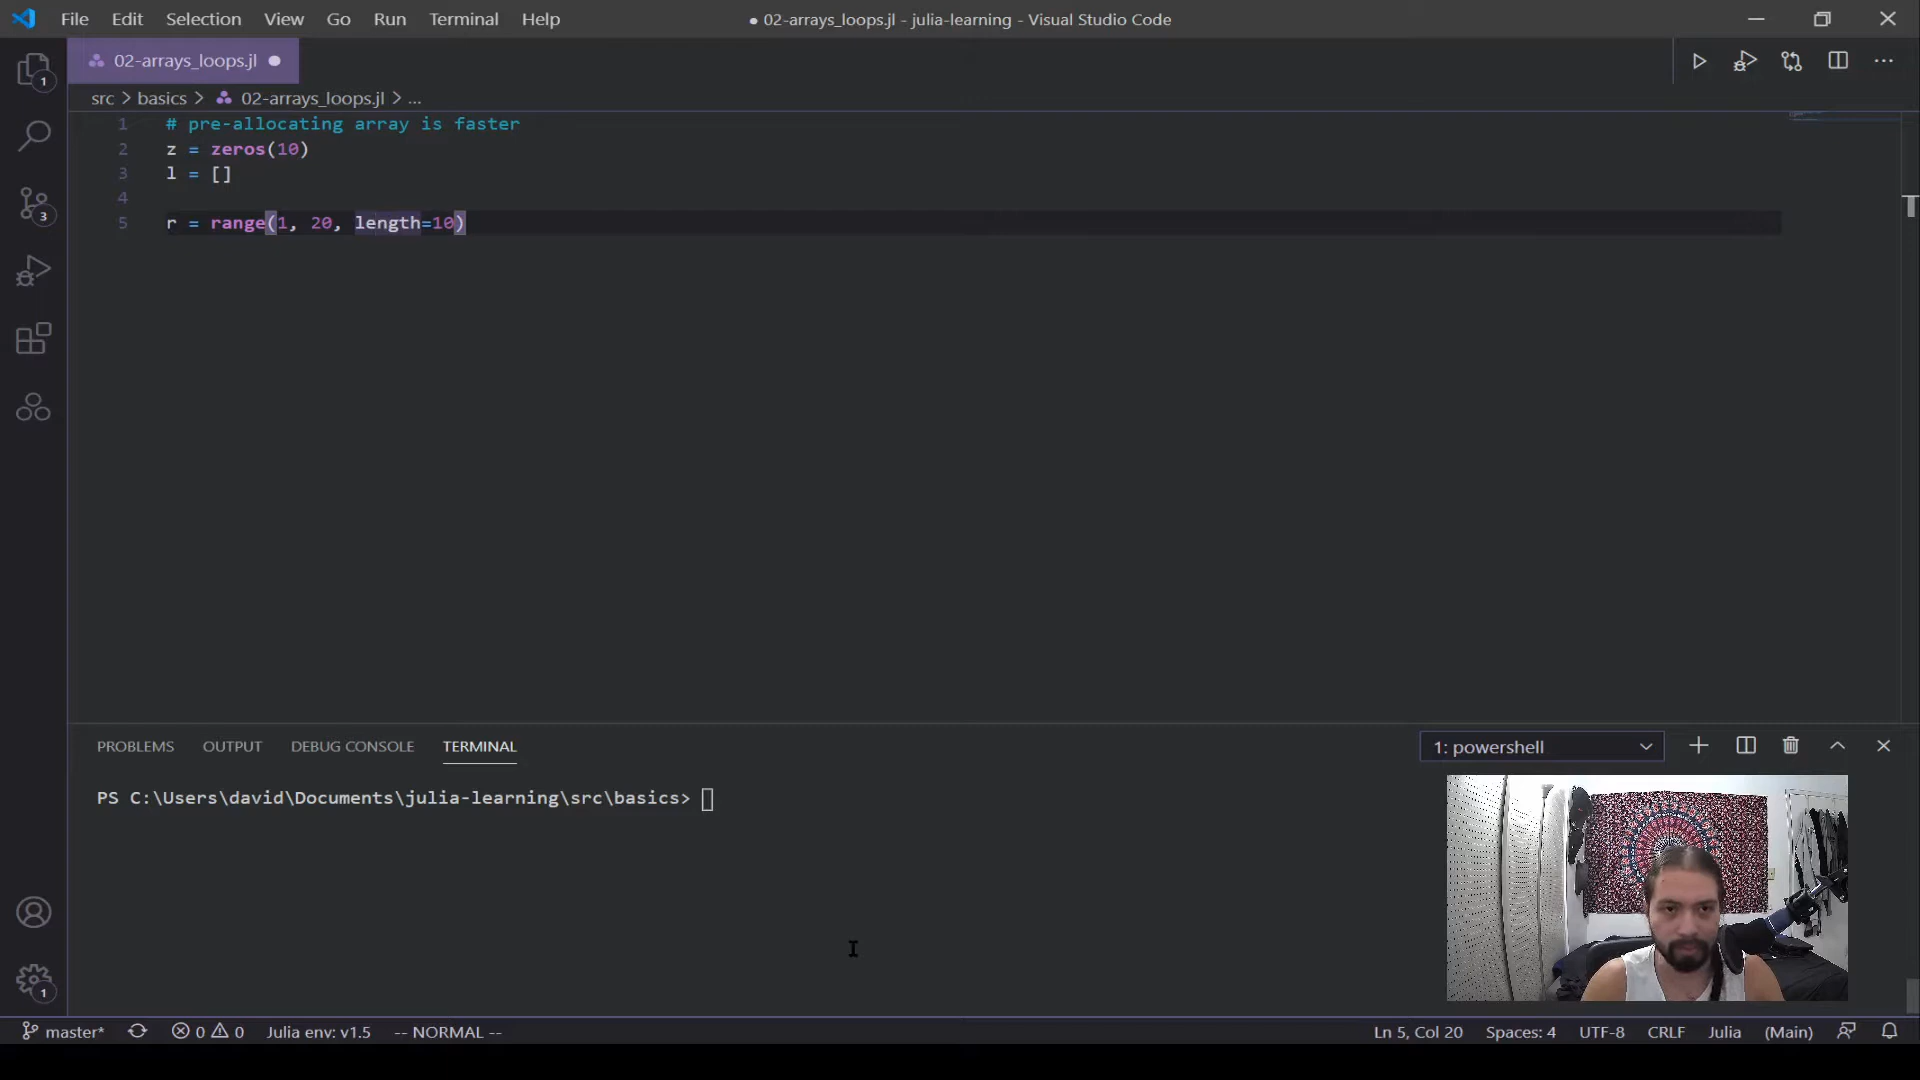 File Edit Selection View Go Run Terminal Help
● 02-arrays_loops.jl - julia-learning - Visual Studio Code
02-arrays_loops.jl ●
src > basics > 02-arrays_loops.jl > ...
1 # pre-allocating array is faster
2 z = zeros(10)
3 l = []
4
5 r = range(1, 20, length=10)
1
3
PROBLEMS OUTPUT DEBUG CONSOLE TERMINAL
1: powershell
PS C:\Users\david\Documents\julia-learning\src\basics>
1
master* 0 0 Julia env: v1.5 -- NORMAL --
Ln 5, Col 20 Spaces: 4 UTF-8 CRLF Julia (Main)